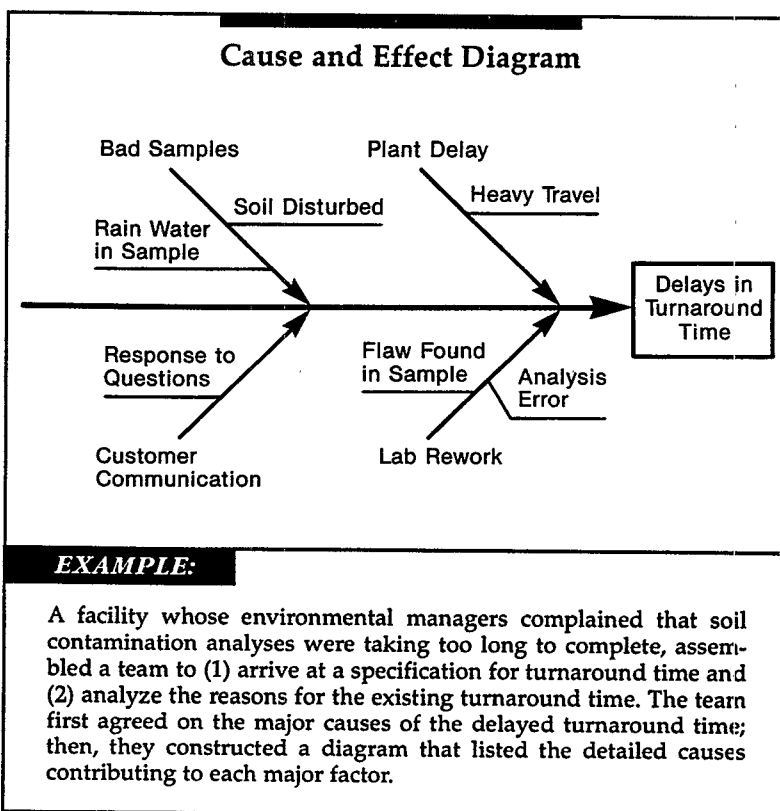 Cause and Effect Diagram
Bad Samples
Plant Delay
Soil Disturbed
Heavy Travel
Rain Water
in Sample
Delays in
Turnaround
Time
Response to
Questions
Flaw Found
in Sample
Analysis
Error
Customer
Communication
Lab Rework
EXAMPLE:
A facility whose environmental managers complained that soil
contamination analyses were taking too long to complete, assem-
bled a team to (1) arrive at a specification for turnaround time and
(2) analyze the reasons for the existing turnaround time. The team
first agreed on the major causes of the delayed turnaround time;
then, they constructed a diagram that listed the detailed causes
contributing to each major factor.